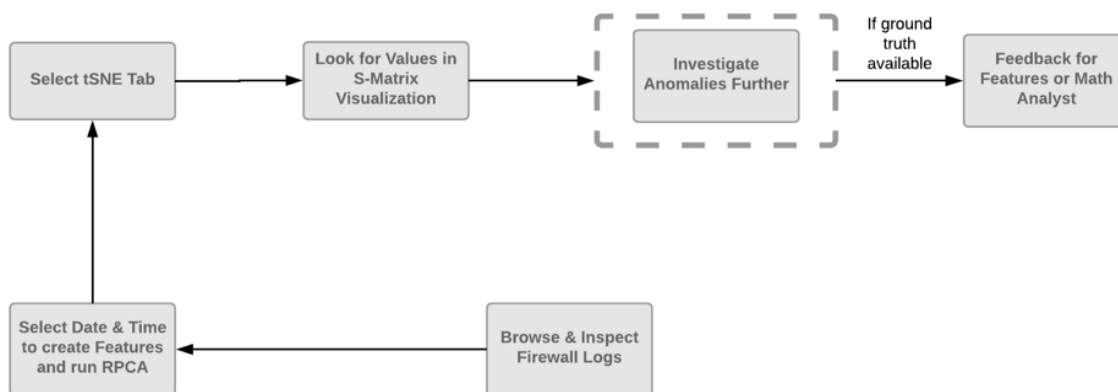 Select tSNE Tab
Look for Values in
S-Matrix
Visualization
Investigate
Anomalies Further
If ground
truth
available
Feedback for
Features or Math
Analyst
Select Date & Time
to create Features
and run RPCA
Browse & Inspect
Firewall Logs